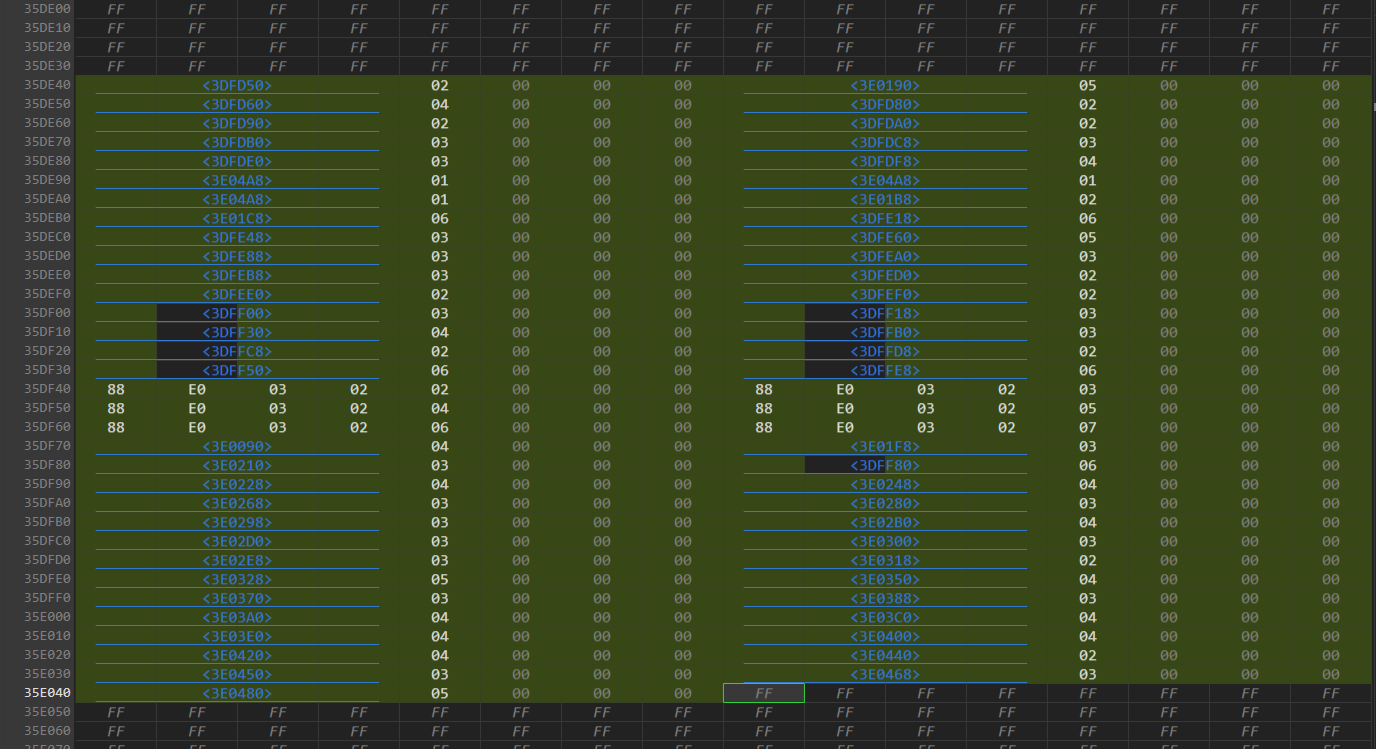 35DE00 FF FF FF FF FF FF FF FF FF FF FF FF FF FF FF FF
35DE10 FF FF FF FF FF FF FF FF FF FF FF FF FF FF FF FF
35DE20 FF FF FF FF FF FF FF FF FF FF FF FF FF FF FF FF
35DE30 FF FF FF FF FF FF FF FF FF FF FF FF FF FF FF FF
35DE40 <3DFD50> 02 00 00 00 <3E0190> 05 00 00 00
35DE50 <3DFD60> 04 00 00 00 <3DFD80> 02 00 00 00
35DE60 <3DFD90> 02 00 00 00 <3DFDA0> 02 00 00 00
35DE70 <3DFDB0> 03 00 00 00 <3DFDC8> 03 00 00 00
35DE80 <3DFDE0> 03 00 00 00 <3DFDF8> 04 00 00 00
35DE90 <3E04A8> 01 00 00 00 <3E04A8> 01 00 00 00
35DEA0 <3E04A8> 01 00 00 00 <3E01B8> 02 00 00 00
35DEB0 <3E01C8> 06 00 00 00 <3DFE18> 06 00 00 00
35DEC0 <3DFE48> 03 00 00 00 <3DFE60> 05 00 00 00
35DED0 <3DFE88> 03 00 00 00 <3DFEA0> 03 00 00 00
35DEE0 <3DFEB8> 03 00 00 00 <3DFED0> 02 00 00 00
35DEF0 <3DFEE0> 02 00 00 00 <3DFEF0> 02 00 00 00
35DF00 <3DFF00> 03 00 00 00 <3DFF18> 03 00 00 00
35DF10 <3DFF30> 04 00 00 00 <3DFFB0> 03 00 00 00
35DF20 <3DFFC8> 02 00 00 00 <3DFFD8> 02 00 00 00
35DF30 <3DFF50> 06 00 00 00 <3DFFE8> 06 00 00 00
35DF40 88 E0 03 02 02 00 00 00 88 E0 03 02 03 00 00 00
35DF50 88 E0 03 02 04 00 00 00 88 E0 03 02 05 00 00 00
35DF60 88 E0 03 02 06 00 00 00 88 E0 03 02 07 00 00 00
35DF70 <3E0090> 04 00 00 00 <3E01F8> 03 00 00 00
35DF80 <3E0210> 03 00 00 00 <3DFF80> 06 00 00 00
35DF90 <3E0228> 04 00 00 00 <3E0248> 04 00 00 00
35DFA0 <3E0268> 03 00 00 00 <3E0280> 03 00 00 00
35DFB0 <3E0298> 03 00 00 00 <3E02B0> 04 00 00 00
35DFC0 <3E02D0> 03 00 00 00 <3E0300> 03 00 00 00
35DFD0 <3E02E8> 03 00 00 00 <3E0318> 02 00 00 00
35DFE0 <3E0328> 05 00 00 00 <3E0350> 04 00 00 00
35DFF0 <3E0370> 03 00 00 00 <3E0388> 03 00 00 00
35E000 <3E03A0> 04 00 00 00 <3E03C0> 04 00 00 00
35E010 <3E03E0> 04 00 00 00 <3E0400> 04 00 00 00
35E020 <3E0420> 04 00 00 00 <3E0440> 02 00 00 00
35E030 <3E0450> 03 00 00 00 <3E0468> 03 00 00 00
35E040 <3E0480> 05 00 00 00 FF FF FF FF FF FF FF FF
35E050 FF FF FF FF FF FF FF FF FF FF FF FF FF FF FF FF
35E060 FF FF FF FF FF FF FF FF FF FF FF FF FF FF FF FF